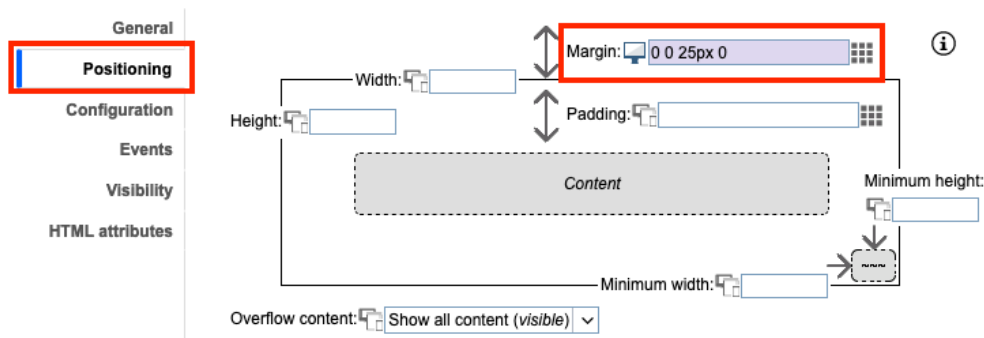 General
Positioning
Configuration
Events
Visibility
HTML attributes
Margin: 0 0 25px 0
Width:
Height:
Padding:
Content
Minimum height:
~~~
Minimum width:
Overflow content: Show all content (visible)